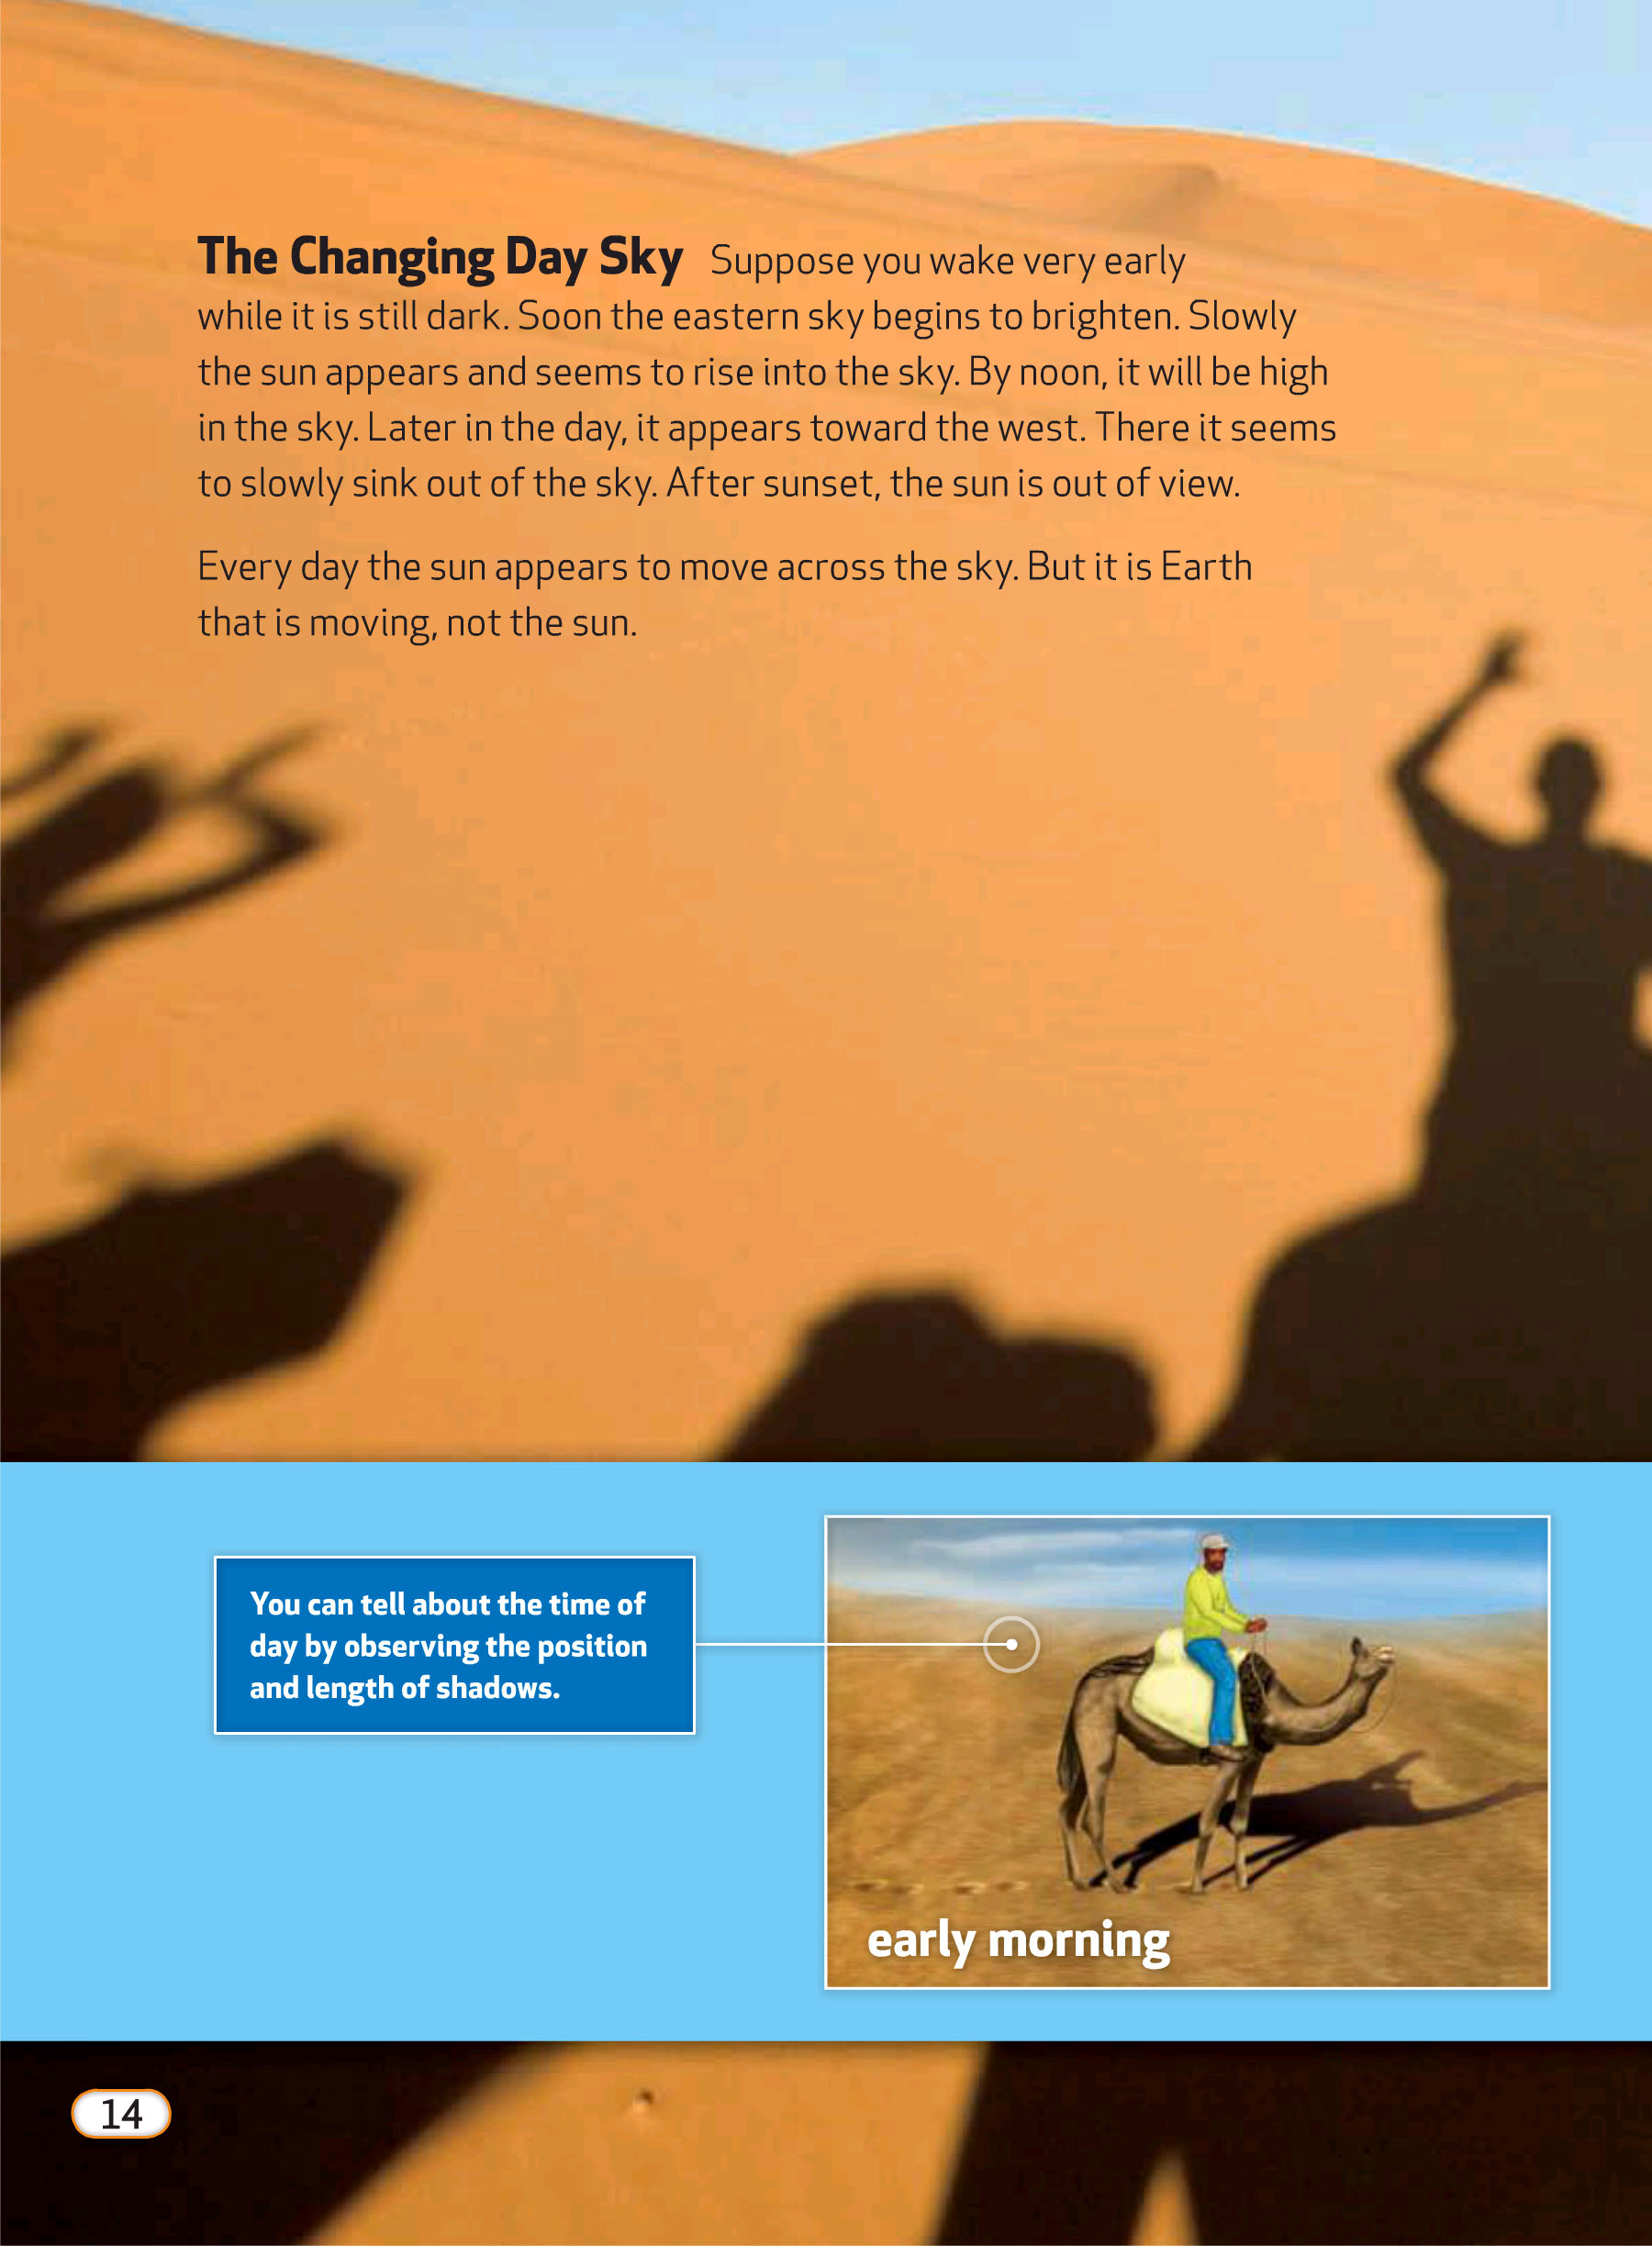 The Changing Day Sky Suppose you wake very early
while it is still dark. Soon the eastern sky begins to brighten. Slowly
the sun appears and seems to rise into the sky. By noon, it will be high
in the sky. Later in the day, it appears toward the west. There it seems
to slowly sink out of the sky. After sunset, the sun is out of view.
Every day the sun appears to move across the sky. But it is Earth
that is moving, not the sun.
You can tell about the time of
day by observing the position
and length of shadows.
early morning
14